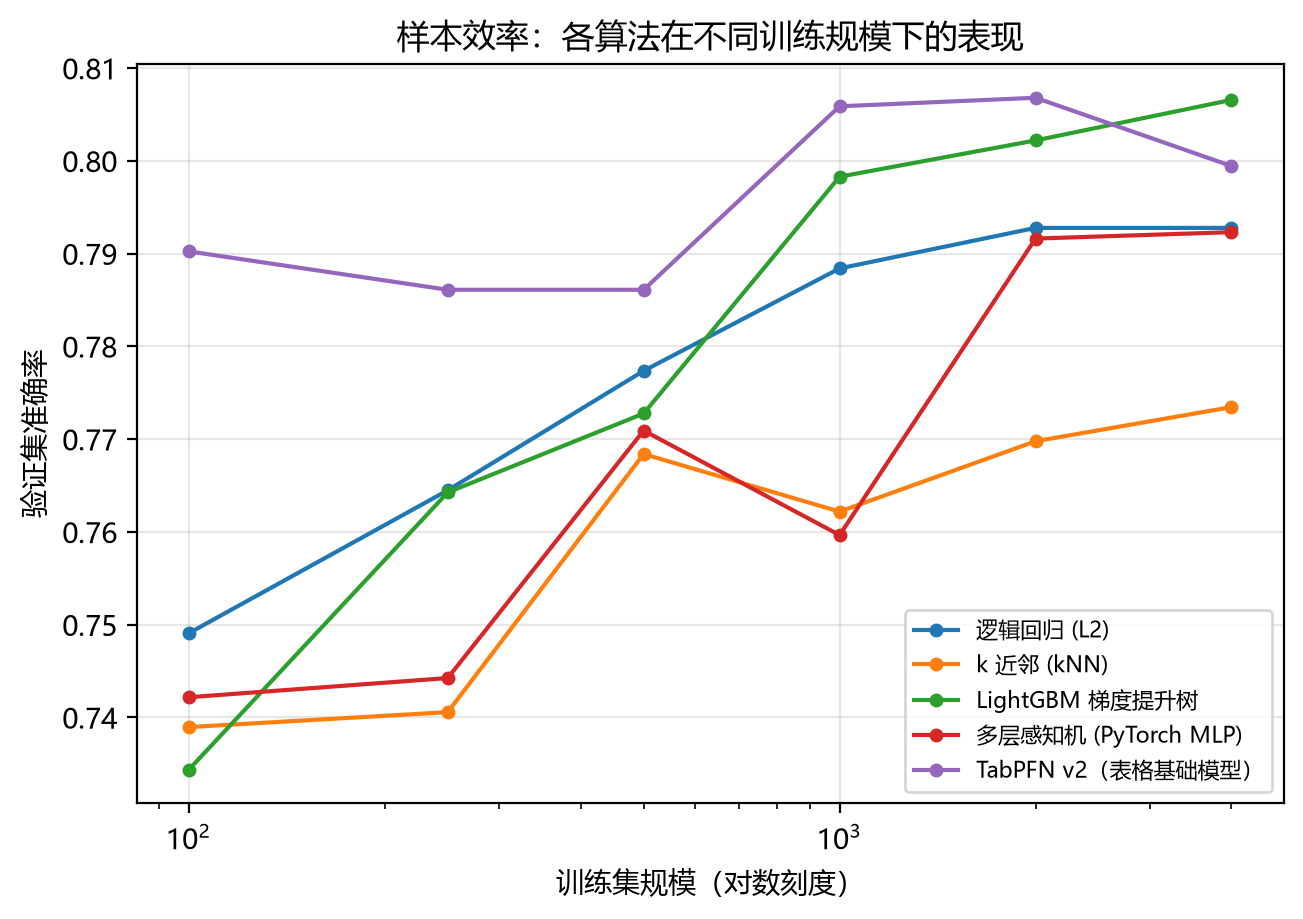 样本效率：各算法在不同训练规模下的表现
0.81
0.80
0.79
0.78
0.77
0.76
0.75
0.74
验证集准确率
10²
10³
训练集规模（对数刻度）
逻辑回归 (L2)
k 近邻 (kNN)
LightGBM 梯度提升树
多层感知机 (PyTorch MLP)
TabPFN v2（表格基础模型）